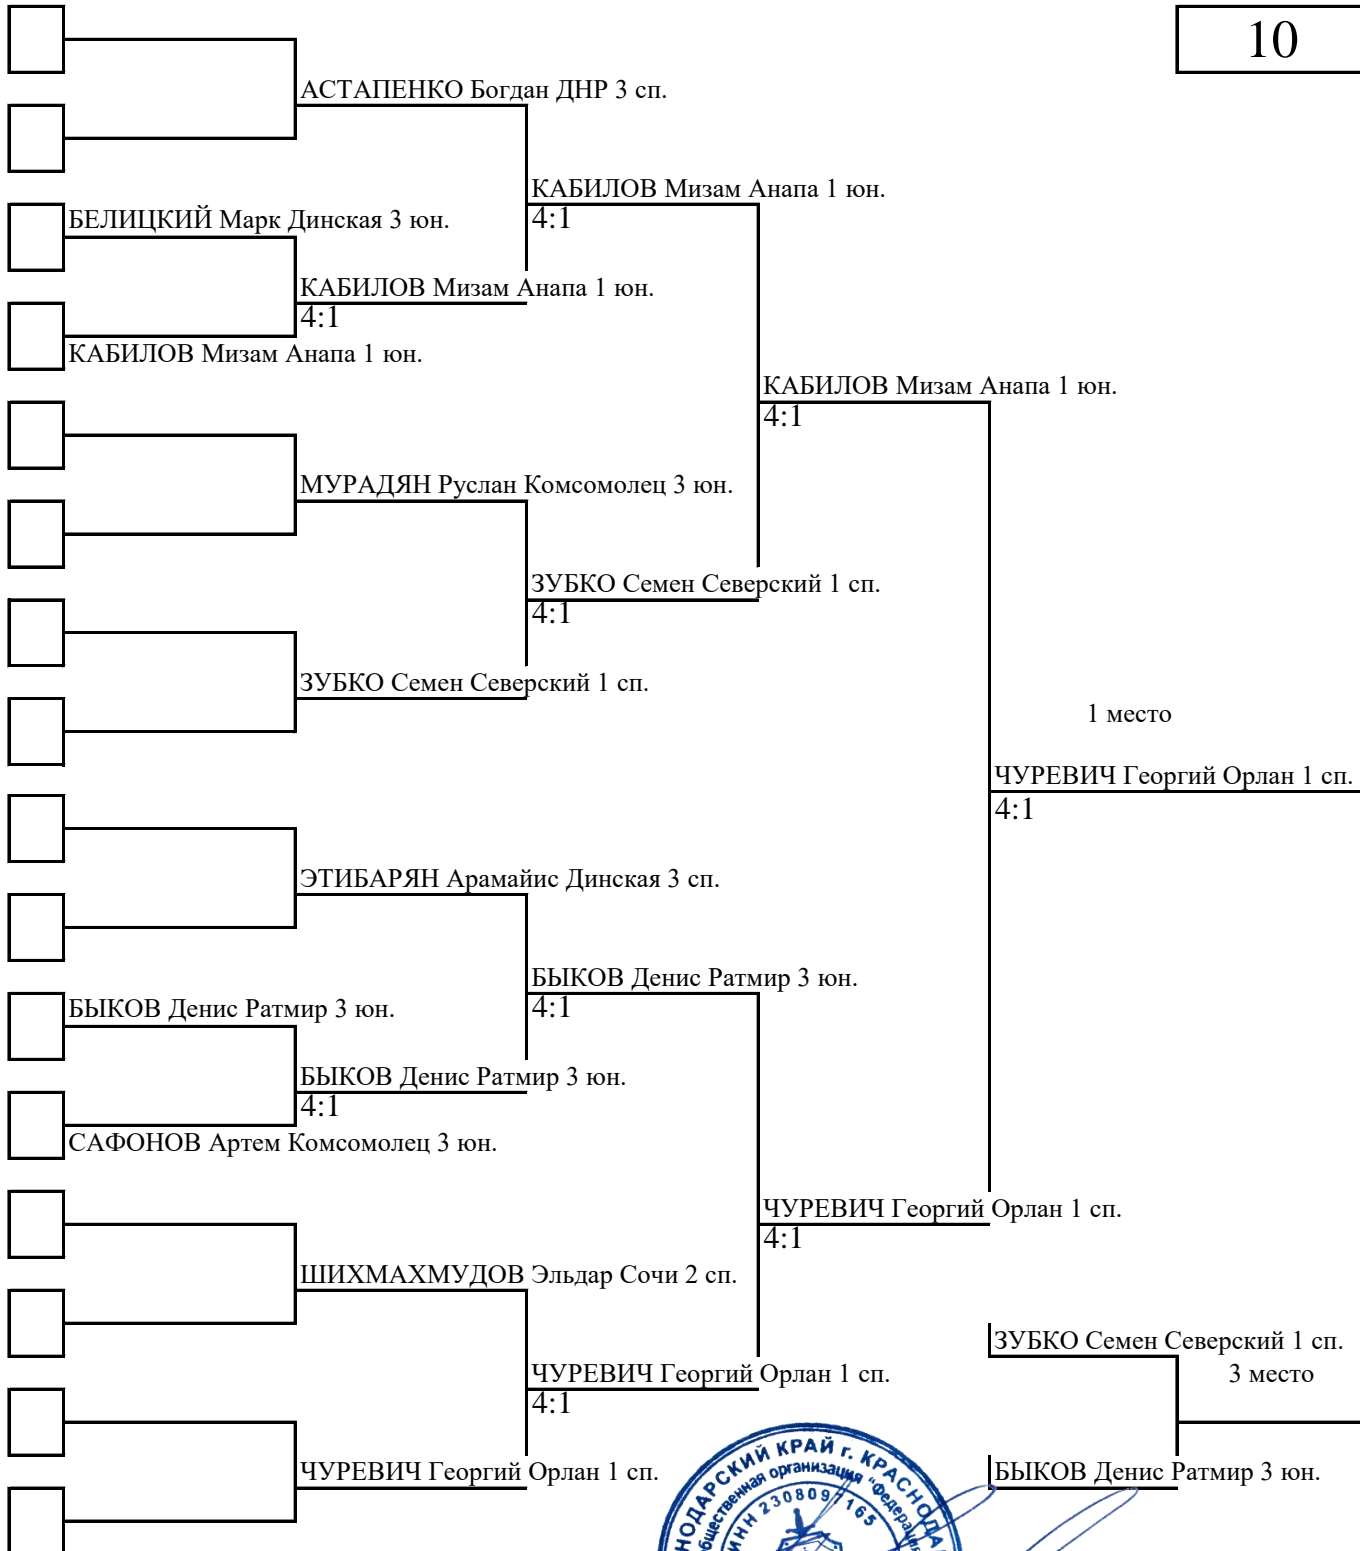 10
АСТАПЕНКО Богдан ДНР 3 сп.
КАБИЛОВ Мизам Анапа 1 юн.
4:1
БЕЛИЦКИЙ Марк Динская 3 юн.
КАБИЛОВ Мизам Анапа 1 юн.
4:1
КАБИЛОВ Мизам Анапа 1 юн.
КАБИЛОВ Мизам Анапа 1 юн.
4:1
МУРАДЯН Руслан Комсомолец 3 юн.
ЗУБКО Семен Северский 1 сп.
4:1
ЗУБКО Семен Северский 1 сп.
1 место
ЧУРЕВИЧ Георгий Орлан 1 сп.
4:1
ЭТИБАРЯН Арамайис Динская 3 сп.
БЫКОВ Денис Ратмир 3 юн.
4:1
БЫКОВ Денис Ратмир 3 юн.
БЫКОВ Денис Ратмир 3 юн.
4:1
САФОНОВ Артем Комсомолец 3 юн.
ЧУРЕВИЧ Георгий Орлан 1 сп.
4:1
ШИХМАХМУДОВ Эльдар Сочи 2 сп.
ЗУБКО Семен Северский 1 сп.
3 место
ЧУРЕВИЧ Георгий Орлан 1 сп.
4:1
ЧУРЕВИЧ Георгий Орлан 1 сп.
БЫКОВ Денис Ратмир 3 юн.
КРАЙ г.
организация
ИНН 2308097165